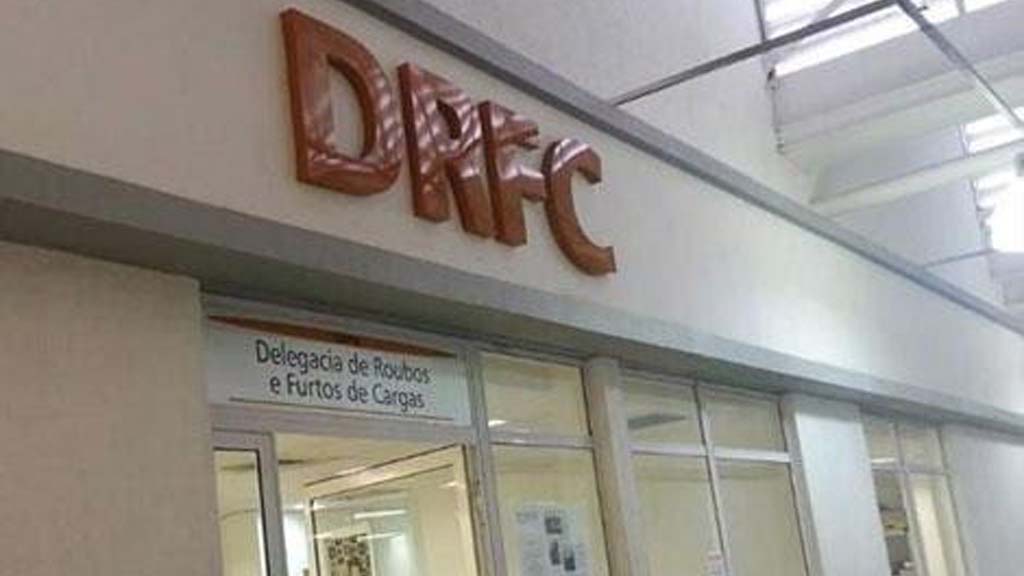 DRFC
Delegacia de Roubos
e Furtos de Cargas